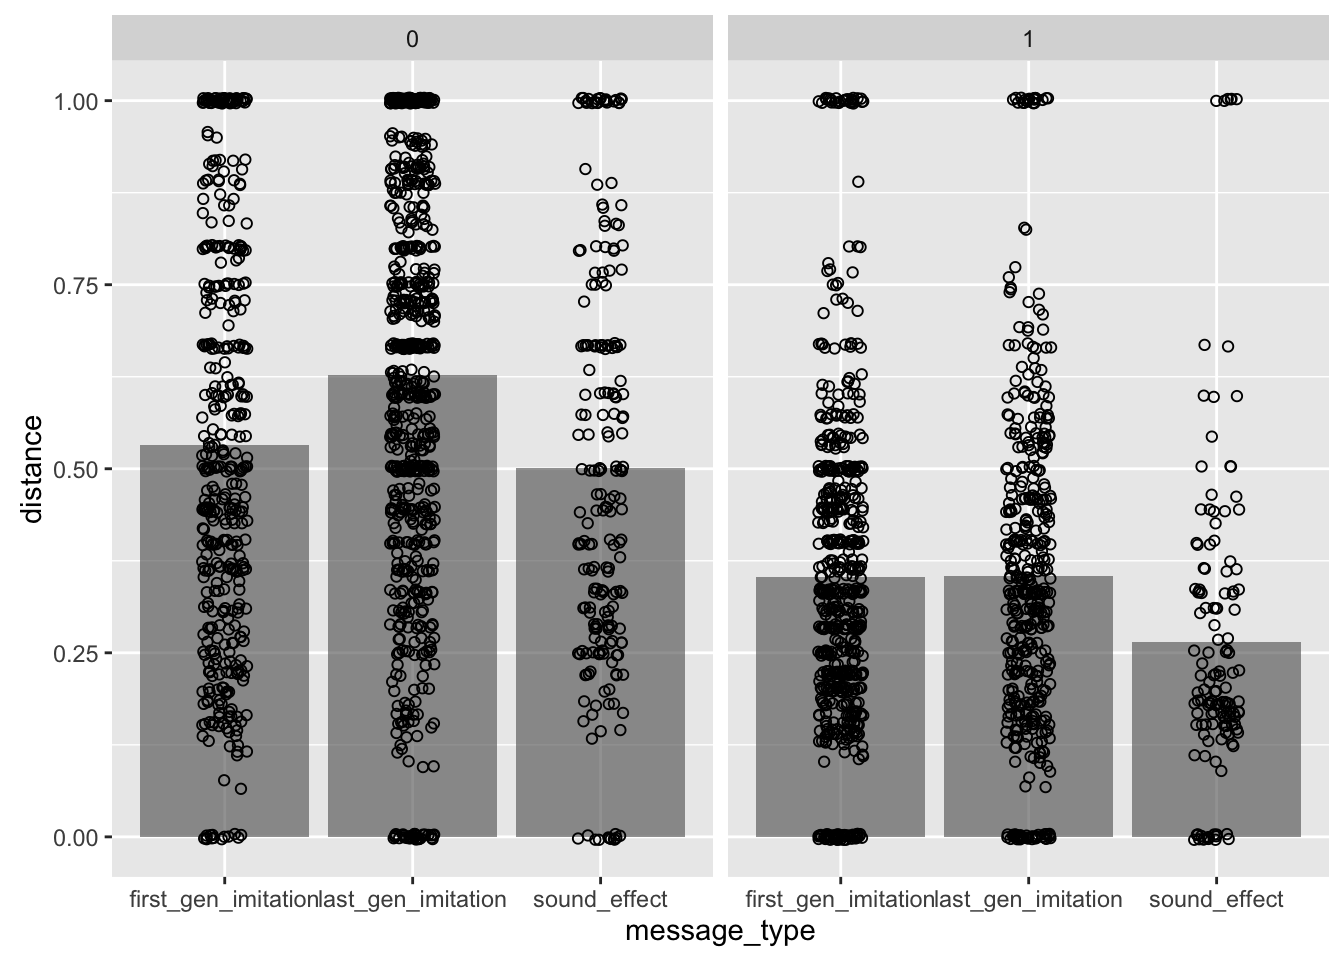 0 1
1.00
0.75
0.50
0.25
0.00
distance
first_gen_imitation last_gen_imitation sound_effect first_gen_imitation last_gen_imitation sound_effect
message_type